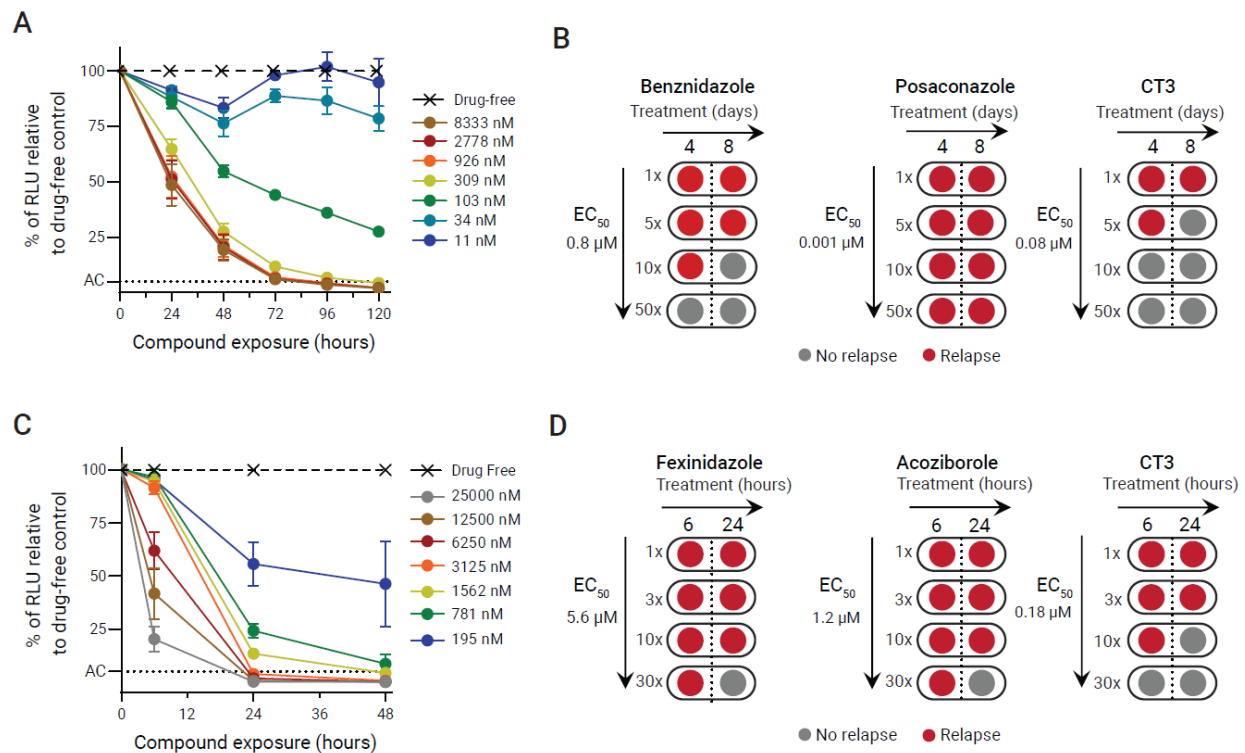 A
% of RLU relative
to drug-free control
100
75
50
25
AC
0 24 48 72 96 120
Compound exposure (hours)
Drug-free
8333 nM
2778 nM
926 nM
309 nM
103 nM
34 nM
11 nM
B
Benznidazole
Treatment (days)
4 8
EC50
0.8 µM
1x
5x
10x
50x
Posaconazole
Treatment (days)
4 8
EC50
0.001 µM
1x
5x
10x
50x
CT3
Treatment (days)
4 8
EC50
0.08 µM
1x
5x
10x
50x
No relapse Relapse
C
% of RLU relative
to drug-free control
100
75
50
25
AC
0 12 24 36 48
Compound exposure (hours)
Drug Free
25000 nM
12500 nM
6250 nM
3125 nM
1562 nM
781 nM
195 nM
D
Fexinidazole
Treatment (hours)
6 24
EC50
5.6 µM
1x
3x
10x
30x
Acoziborole
Treatment (hours)
6 24
EC50
1.2 µM
1x
3x
10x
30x
CT3
Treatment (hours)
6 24
EC50
0.18 µM
1x
3x
10x
30x
No relapse Relapse